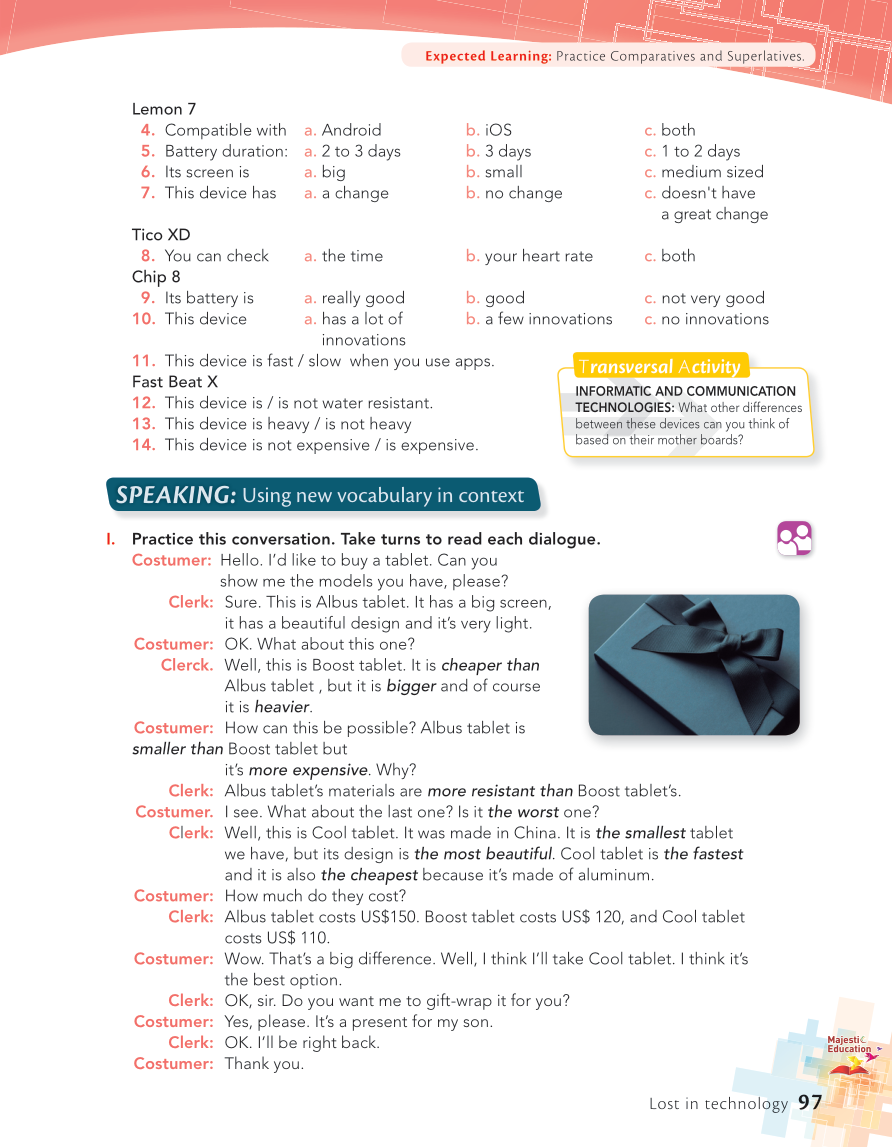 Expected Learning: Practice Comparatives and Superlatives.
Lemon 7
4. Compatible with a. Android b. iOS c. both
5. Battery duration: a. 2 to 3 days b. 3 days c. 1 to 2 days
6. Its screen is a. big b. small c. medium sized
7. This device has a. a change b. no change c. doesn't have
a great change
Tico XD
8. You can check a. the time b. your heart rate c. both
Chip 8
9. Its battery is a. really good b. good c. not very good
10. This device a. has a lot of b. a few innovations c. no innovations
innovations
11. This device is fast / slow when you use apps.
Fast Beat X
12. This device is / is not water resistant.
13. This device is heavy / is not heavy
14. This device is not expensive / is expensive.
Transversal Activity
INFORMATIC AND COMMUNICATION
TECHNOLOGIES: What other differences
between these devices can you think of
based on their mother boards?
SPEAKING: Using new vocabulary in context
I. Practice this conversation. Take turns to read each dialogue.
Costumer: Hello. I'd like to buy a tablet. Can you
show me the models you have, please?
Clerk: Sure. This is Albus tablet. It has a big screen,
it has a beautiful design and it's very light.
Costumer: OK. What about this one?
Clerck. Well, this is Boost tablet. It is cheaper than
Albus tablet , but it is bigger and of course
it is heavier.
Costumer: How can this be possible? Albus tablet is
smaller than Boost tablet but
it's more expensive. Why?
Clerk: Albus tablet's materials are more resistant than Boost tablet's.
Costumer. I see. What about the last one? Is it the worst one?
Clerk: Well, this is Cool tablet. It was made in China. It is the smallest tablet
we have, but its design is the most beautiful. Cool tablet is the fastest
and it is also the cheapest because it's made of aluminum.
Costumer: How much do they cost?
Clerk: Albus tablet costs US$150. Boost tablet costs US$ 120, and Cool tablet
costs US$ 110.
Costumer: Wow. That's a big difference. Well, I think I'll take Cool tablet. I think it's
the best option.
Clerk: OK, sir. Do you want me to gift-wrap it for you?
Costumer: Yes, please. It's a present for my son.
Clerk: OK. I'll be right back.
Costumer: Thank you.
Majestic
Education
Lost in technology 97